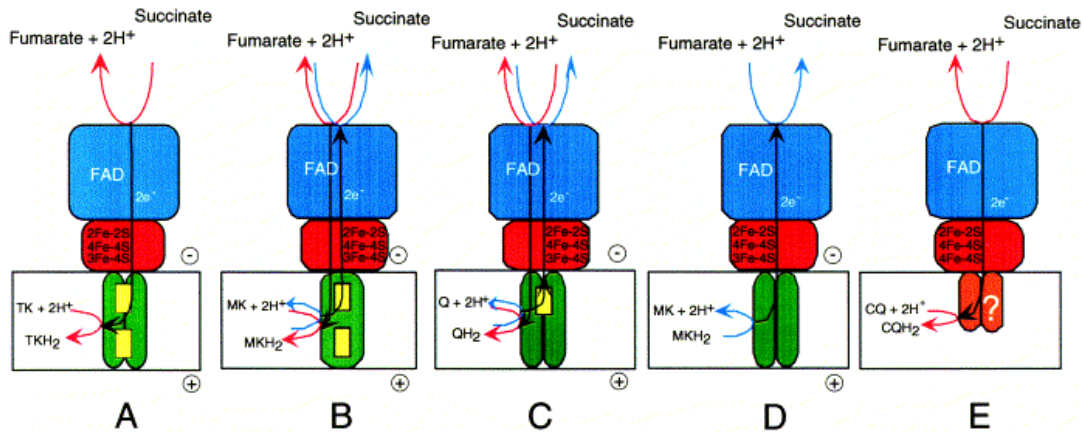 Succinate
Fumarate + 2H+
FAD
2e-
2Fe-2S
4Fe-4S
3Fe-4S
-
TK + 2H+
TKH2
+
A
Succinate
Fumarate + 2H+
FAD
2e-
2Fe-2S
4Fe-4S
3Fe-4S
-
MK + 2H+
MKH2
+
B
Succinate
Fumarate + 2H+
FAD
2e-
2Fe-2S
4Fe-4S
3Fe-4S
-
Q + 2H+
QH2
+
C
Succinate
Fumarate + 2H+
FAD
2e-
2Fe-2S
4Fe-4S
3Fe-4S
-
MK + 2H+
MKH2
+
D
Succinate
Fumarate + 2H+
FAD
2e-
2Fe-2S
4Fe-4S
4Fe-4S
CQ + 2H+
CQH2
?
E